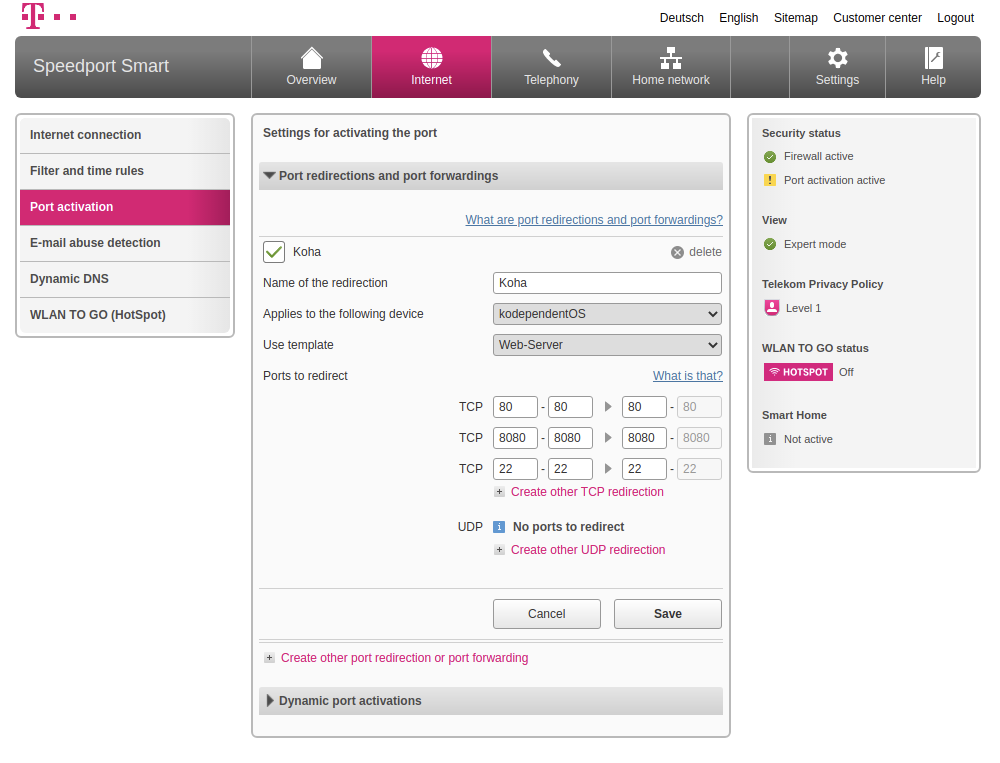 T
Deutsch English Sitemap Customer center Logout
Speedport Smart
Overview
Internet
Telephony
Home network
Settings
Help
Internet connection
Filter and time rules
Port activation
E-mail abuse detection
Dynamic DNS
WLAN TO GO (HotSpot)
Settings for activating the port
Port redirections and port forwardings
What are port redirections and port forwardings?
Koha delete
Name of the redirection Koha
Applies to the following device kodependentOS
Use template Web-Server
Ports to redirect What is that?
TCP 80 - 80 80 - 80
TCP 8080 - 8080 8080 - 8080
TCP 22 - 22 22 - 22
+ Create other TCP redirection
UDP i No ports to redirect
+ Create other UDP redirection
Cancel Save
+ Create other port redirection or port forwarding
Dynamic port activations
Security status
Firewall active
! Port activation active
View
Expert mode
Telekom Privacy Policy
Level 1
WLAN TO GO status
HOTSPOT Off
Smart Home
i Not active